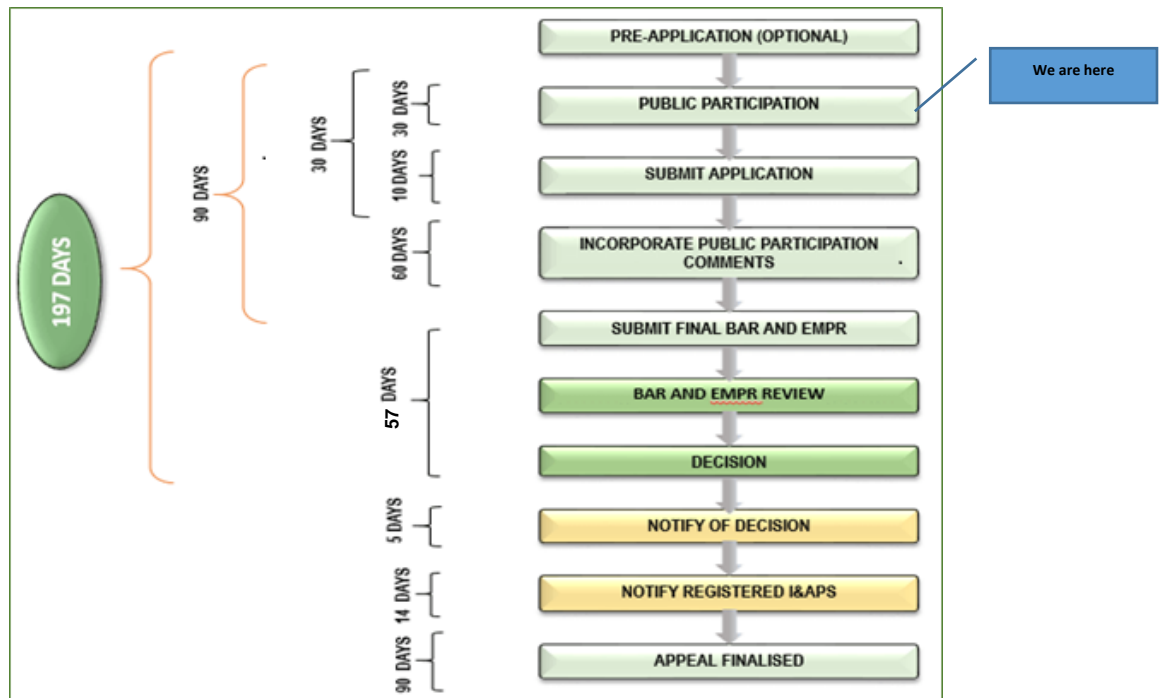 PRE-APPLICATION (OPTIONAL)
We are here
PUBLIC PARTICIPATION
30 DAYS
30 DAYS
SUBMIT APPLICATION
10 DAYS
90 DAYS
INCORPORATE PUBLIC PARTICIPATION
COMMENTS
60 DAYS
197 DAYS
SUBMIT FINAL BAR AND EMPR
BAR AND EMPR REVIEW
57 DAYS
DECISION
NOTIFY OF DECISION
5 DAYS
NOTIFY REGISTERED I&APS
14 DAYS
APPEAL FINALISED
90 DAYS